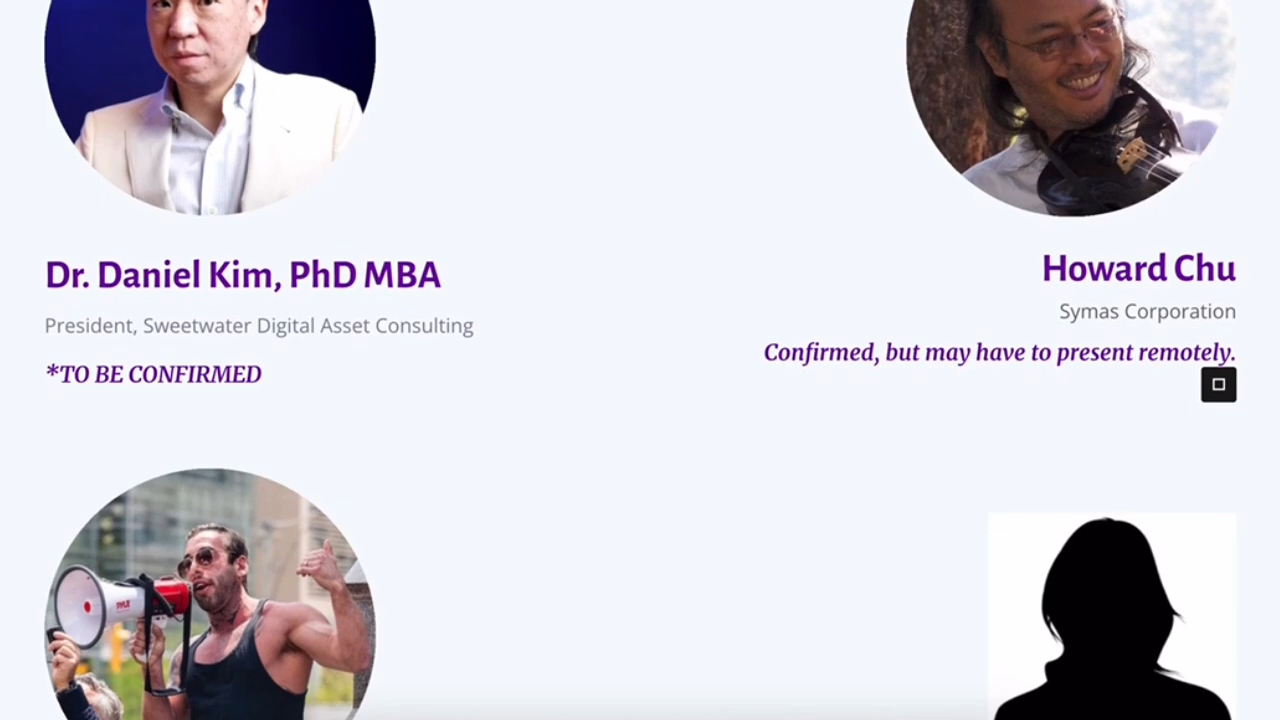 Dr. Daniel Kim, PhD MBA
President, Sweetwater Digital Asset Consulting
*TO BE CONFIRMED
Howard Chu
Symas Corporation
Confirmed, but may have to present remotely.
PYLE